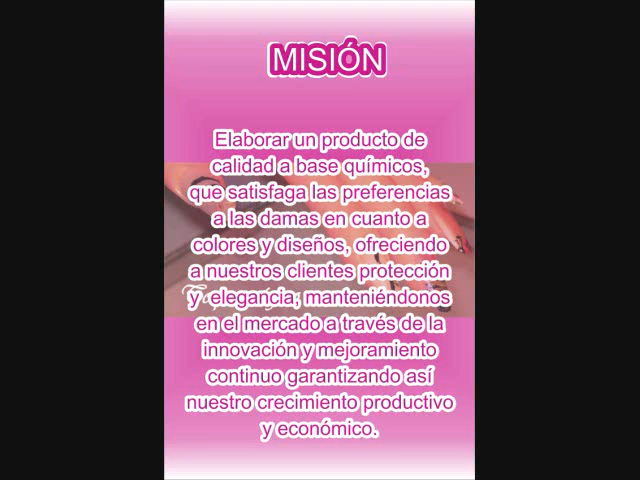 MISIÓN
Elaborar un producto de
calidad a base químicos,
que satisfaga las preferencias
a las damas en cuanto a
colores y diseños, ofreciendo
a nuestros clientes protección
y elegancia, manteniéndonos
en el mercado a través de la
innovación y mejoramiento
continuo garantizando así
nuestro crecimiento productivo
y económico.